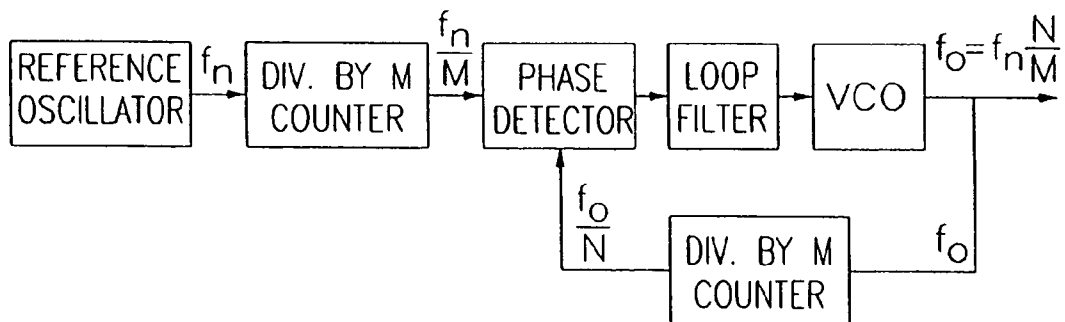 REFERENCE
OSCILLATOR
fn
DIV. BY M
COUNTER
fn
M
PHASE
DETECTOR
LOOP
FILTER
VCO
fo=fn N
M
fo
N
DIV. BY M
COUNTER
fo